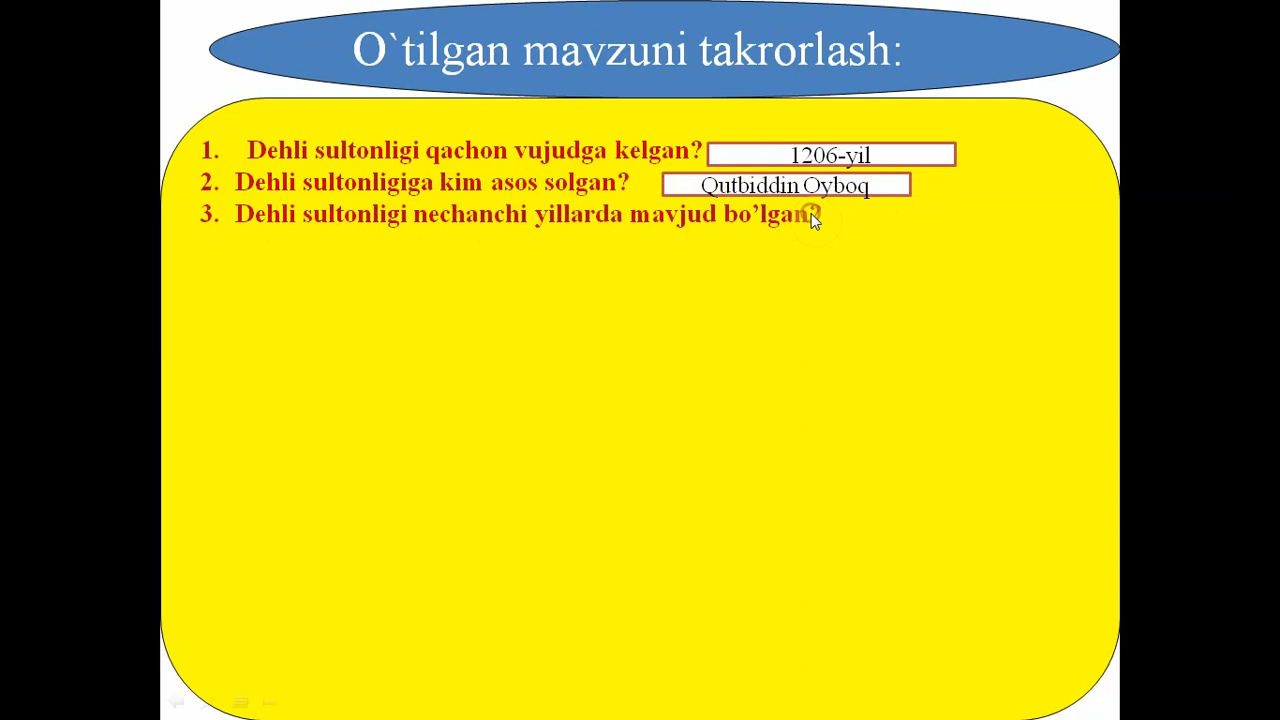 O`tilgan mavzuni takrorlash:
1. Dehli sultonligi qachon vujudga kelgan? 1206-yil
2. Dehli sultonligiga kim asos solgan? Qutbiddin Oyboq
3. Dehli sultonligi nechanchi yillarda mavjud bo’lgan?